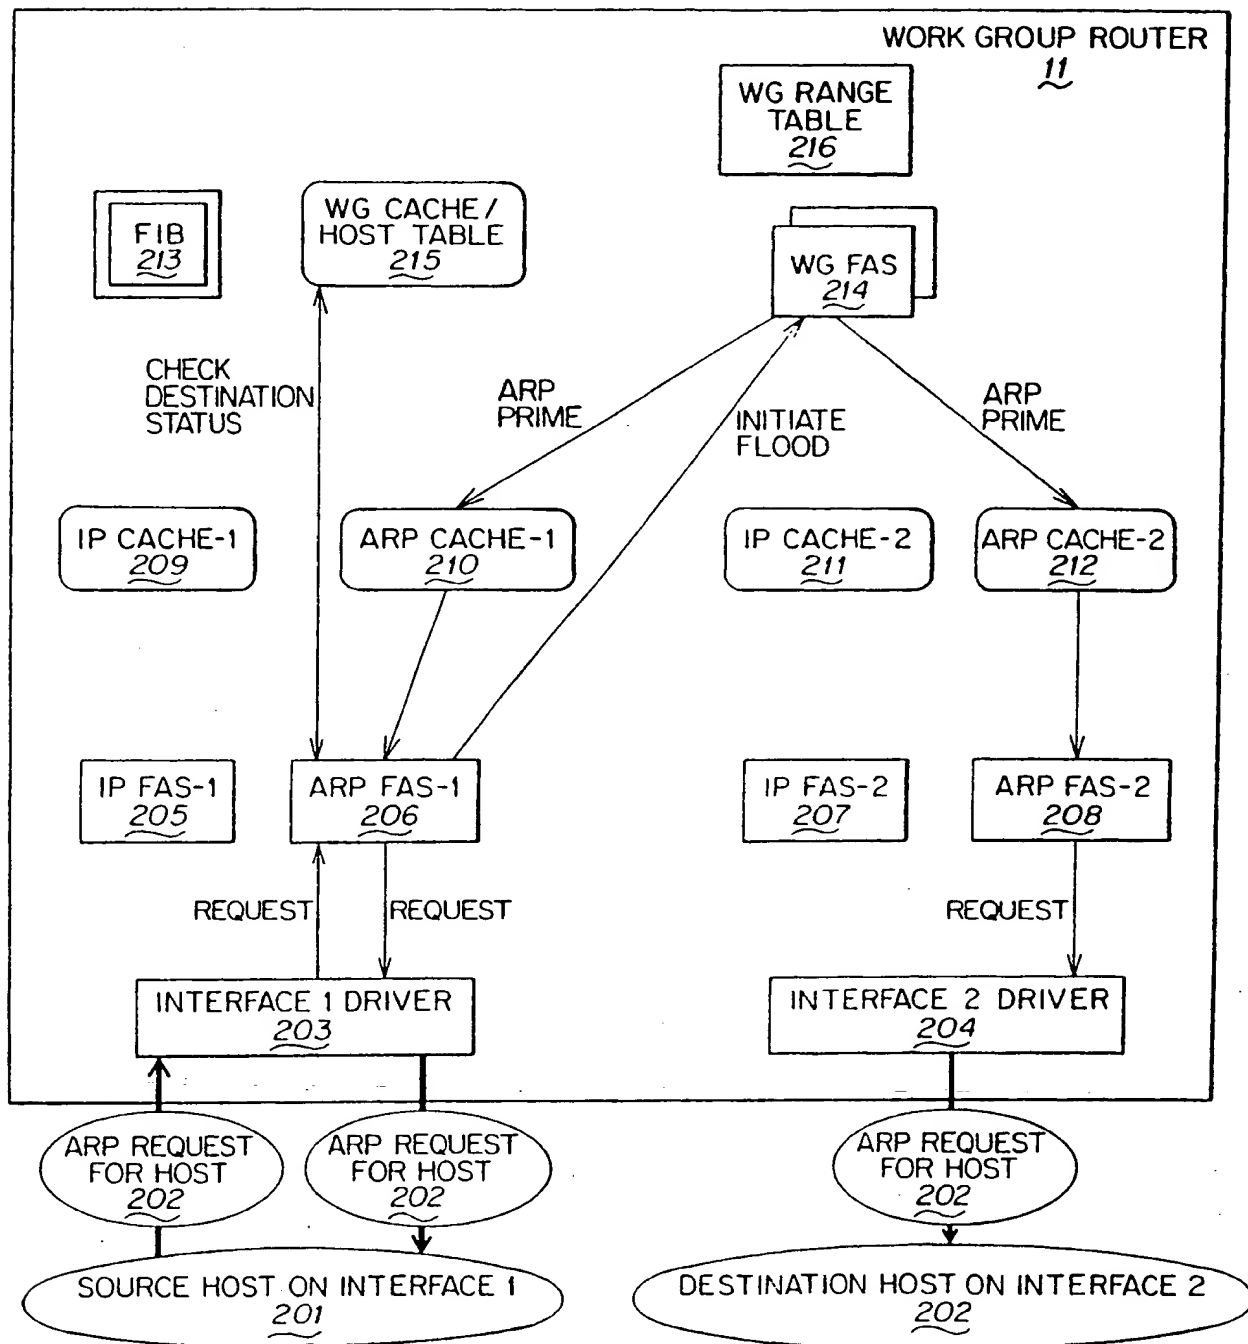 WORK GROUP ROUTER
11
WG RANGE
TABLE
216
FIB
213
WG CACHE/
HOST TABLE
215
WG FAS
214
CHECK
DESTINATION
STATUS
ARP
PRIME
INITIATE
FLOOD
ARP
PRIME
IP CACHE-1
209
ARP CACHE-1
210
IP CACHE-2
211
ARP CACHE-2
212
IP FAS-1
205
ARP FAS-1
206
IP FAS-2
207
ARP FAS-2
208
REQUEST
REQUEST
REQUEST
INTERFACE 1 DRIVER
203
INTERFACE 2 DRIVER
204
ARP REQUEST
FOR HOST
202
ARP REQUEST
FOR HOST
202
ARP REQUEST
FOR HOST
202
SOURCE HOST ON INTERFACE 1
201
DESTINATION HOST ON INTERFACE 2
202